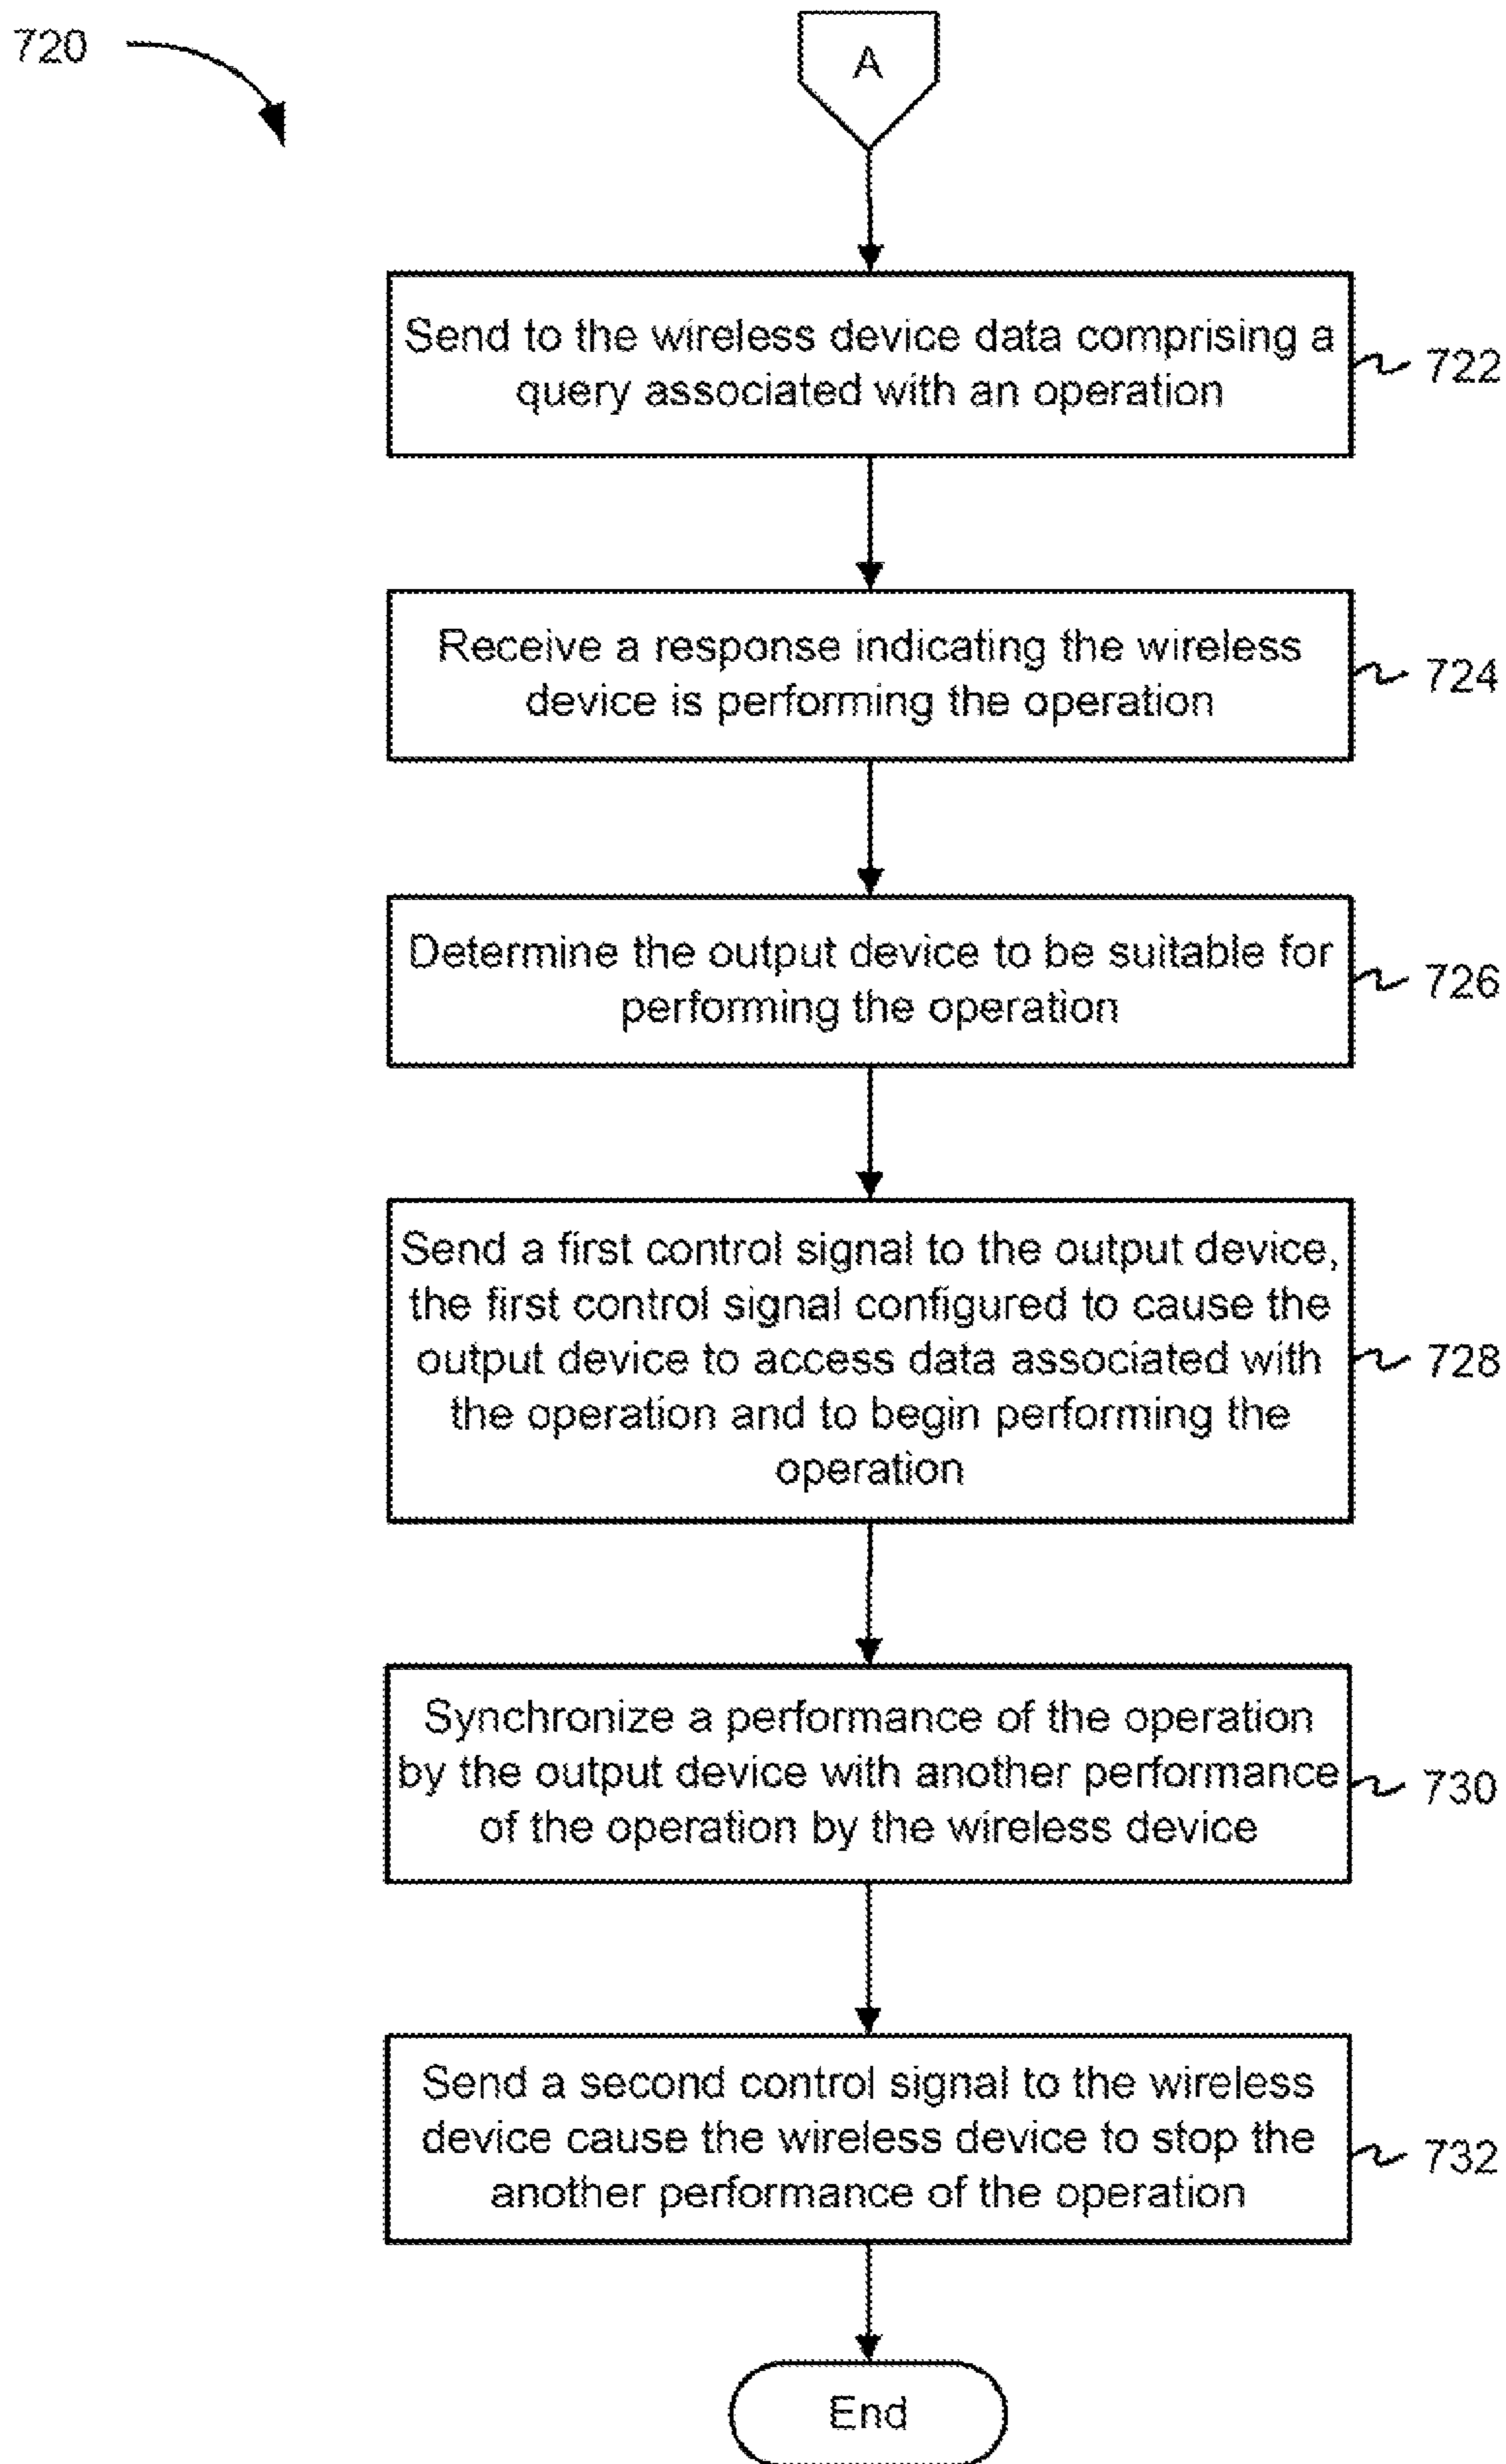 720
A
Send to the wireless device data comprising a
query associated with an operation
722
Receive a response indicating the wireless
device is performing the operation
724
Determine the output device to be suitable for
performing the operation
726
Send a first control signal to the output device,
the first control signal configured to cause the
output device to access data associated with
the operation and to begin performing the
operation
728
Synchronize a performance of the operation
by the output device with another performance
of the operation by the wireless device
730
Send a second control signal to the wireless
device cause the wireless device to stop the
another performance of the operation
732
End